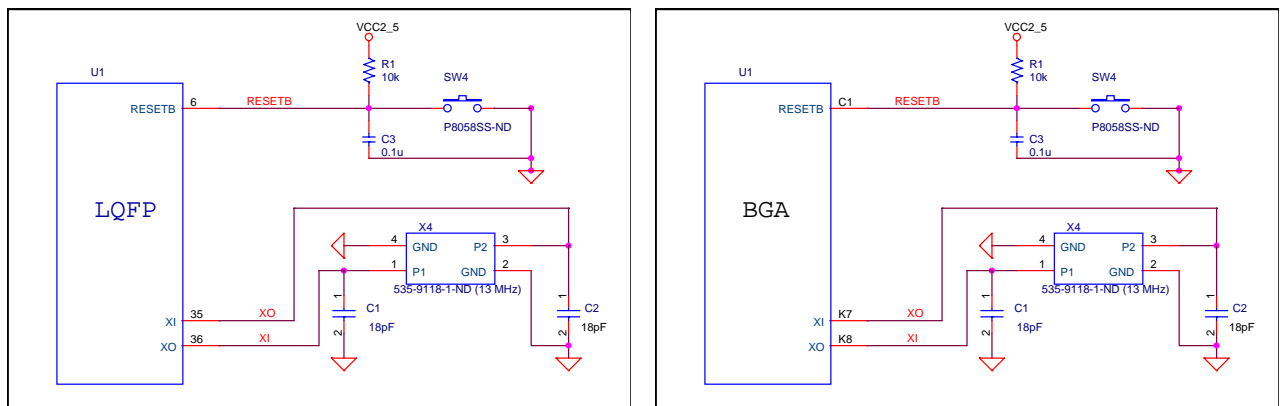 VCC2_5
R1
10k
U1
SW4
RESETB
6
RESETB
P8058SS-ND
C3
0.1u
LQFP
X4
4
GND
P2
3
1
P1
GND
2
535-9118-1-ND (13 MHz)
1
C1
18pF
2
1
C2
18pF
2
XI
35
XO
XO
36
XI
VCC2_5
R1
10k
U1
SW4
RESETB
C1
RESETB
P8058SS-ND
C3
0.1u
BGA
X4
4
GND
P2
3
1
P1
GND
2
535-9118-1-ND (13 MHz)
1
C1
18pF
2
1
C2
18pF
2
XI
K7
XO
XO
K8
XI